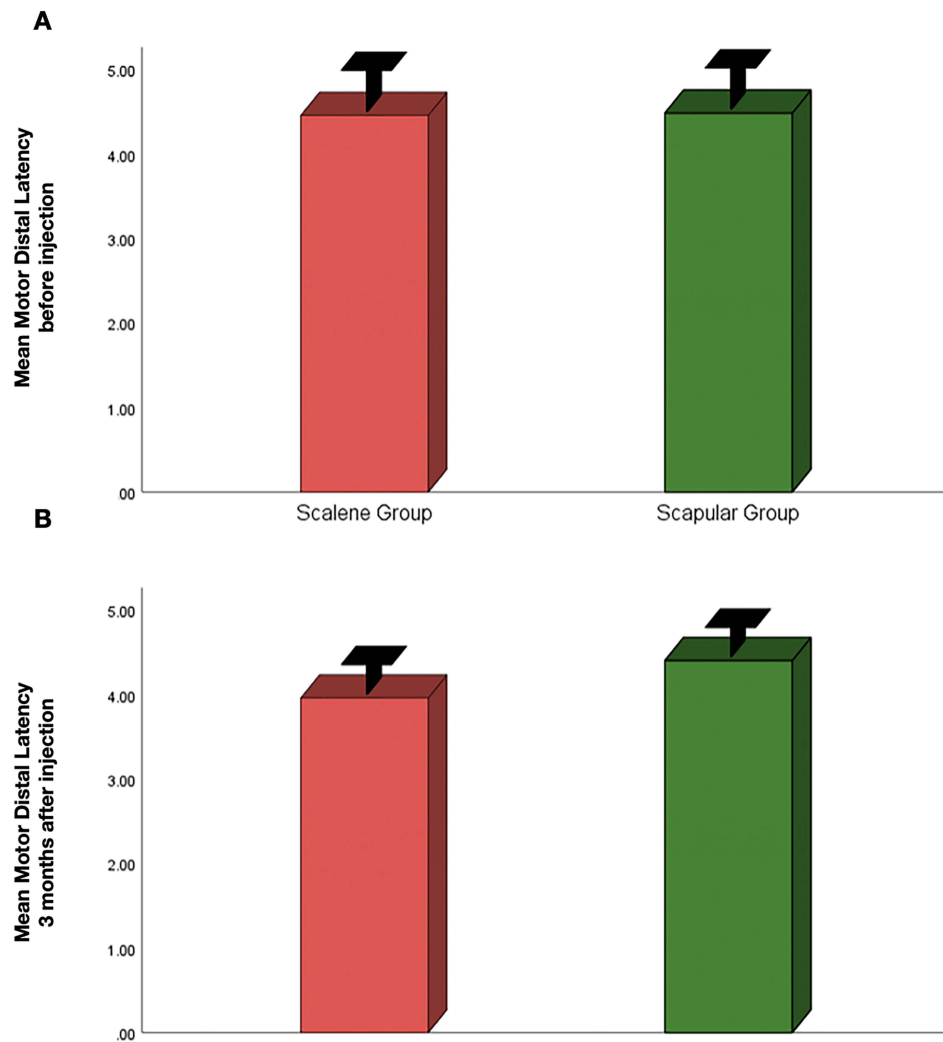 A
Mean Motor Distal Latency
before injection
5.00
4.00
3.00
2.00
1.00
.00
Scalene Group
Scapular Group
B
Mean Motor Distal Latency
3 months after injection
5.00
4.00
3.00
2.00
1.00
.00